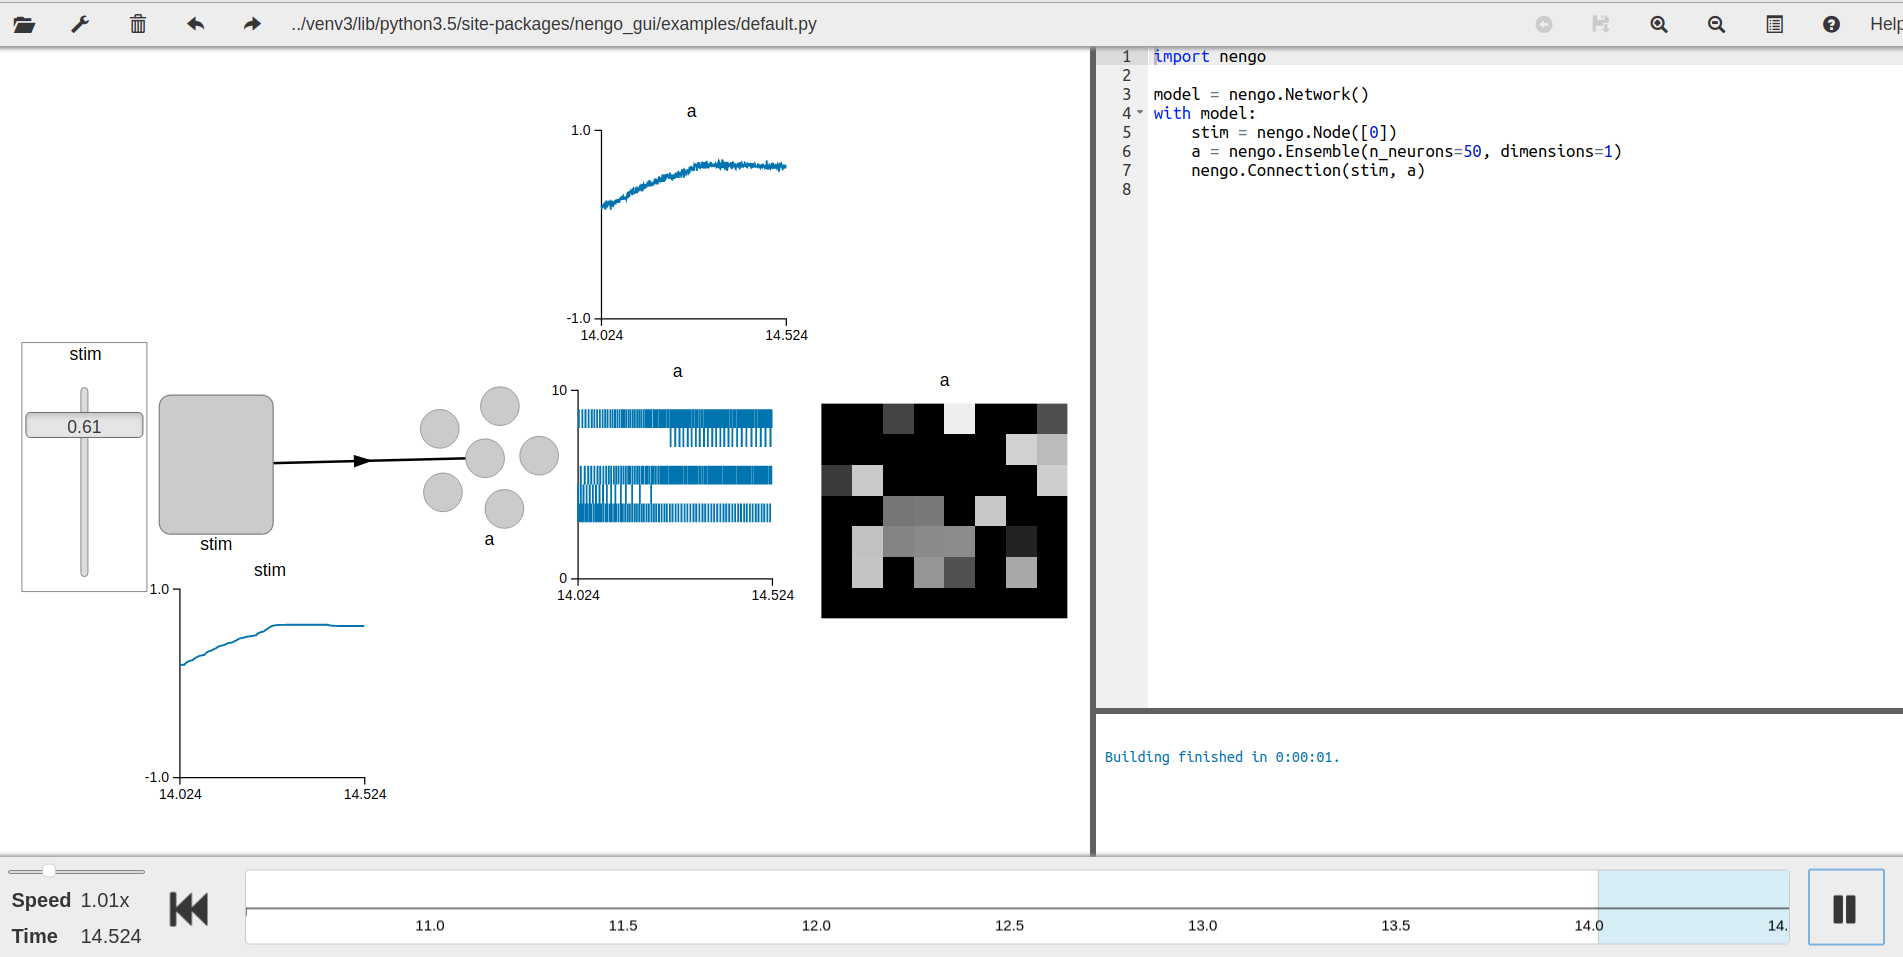 ../venv3/lib/python3.5/site-packages/nengo_gui/examples/default.py
Help
a
1.0
-1.0
14.024 14.524
stim
0.61
stim
a
a
10
0
14.024 14.524
a
stim
1.0
-1.0
14.024 14.524
1 import nengo
2
3 model = nengo.Network()
4 with model:
5 stim = nengo.Node([0])
6 a = nengo.Ensemble(n_neurons=50, dimensions=1)
7 nengo.Connection(stim, a)
8
Building finished in 0:00:01.
Speed 1.01x
Time 14.524
11.0 11.5 12.0 12.5 13.0 13.5 14.0 14.